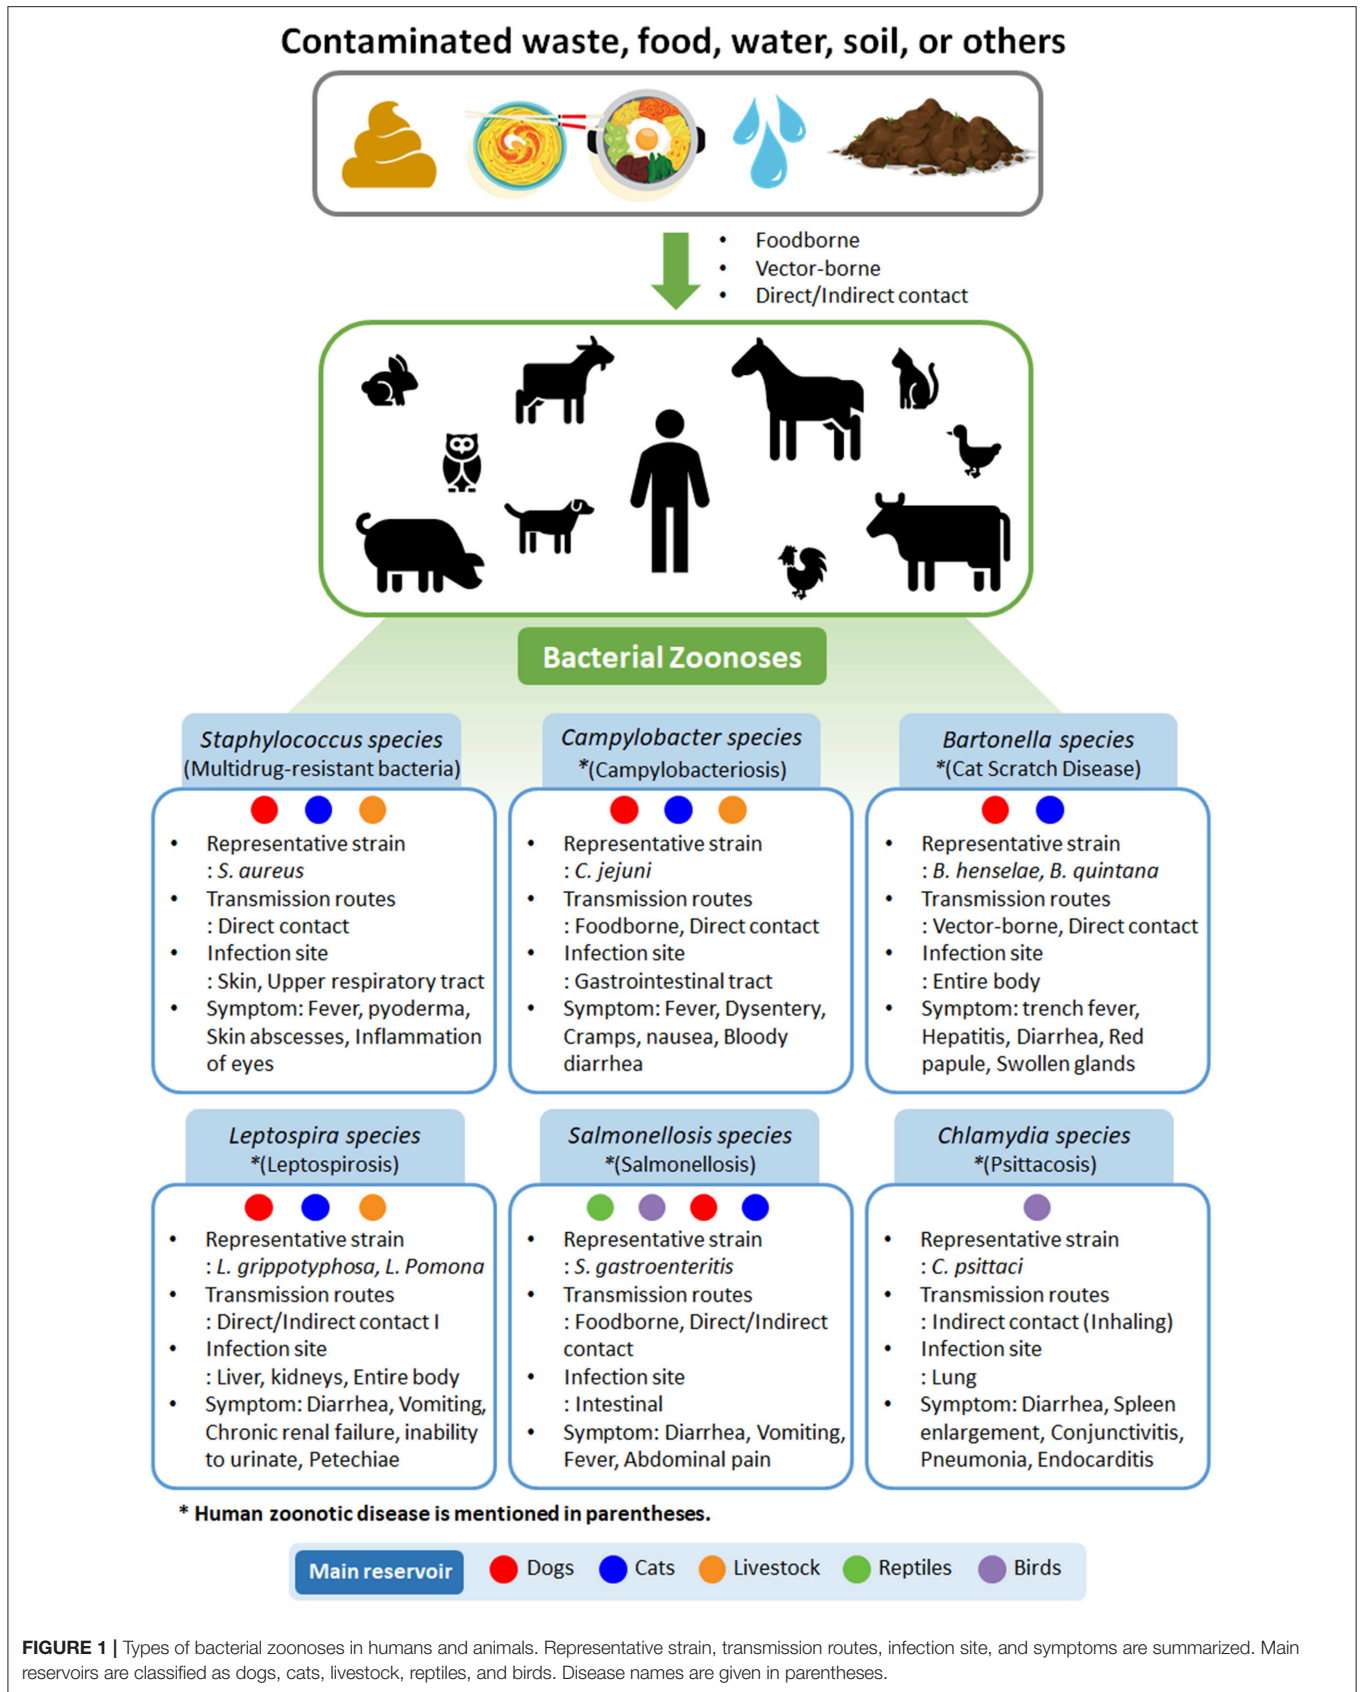 Contaminated waste, food, water, soil, or others
• Foodborne
• Vector-borne
• Direct/Indirect contact
Bacterial Zoonoses
Staphylococcus species
(Multidrug-resistant bacteria)
• Representative strain
: S. aureus
• Transmission routes
: Direct contact
• Infection site
: Skin, Upper respiratory tract
• Symptom: Fever, pyoderma,
Skin abscesses, Inflammation
of eyes
Campylobacter species
*(Campylobacteriosis)
• Representative strain
: C. jejuni
• Transmission routes
: Foodborne, Direct contact
• Infection site
: Gastrointestinal tract
• Symptom: Fever, Dysentery,
Cramps, nausea, Bloody
diarrhea
Bartonella species
*(Cat Scratch Disease)
• Representative strain
: B. henselae, B. quintana
• Transmission routes
: Vector-borne, Direct contact
• Infection site
: Entire body
• Symptom: trench fever,
Hepatitis, Diarrhea, Red
papule, Swollen glands
Leptospira species
*(Leptospirosis)
• Representative strain
: L. grippotyphosa, L. Pomona
• Transmission routes
: Direct/Indirect contact I
• Infection site
: Liver, kidneys, Entire body
• Symptom: Diarrhea, Vomiting,
Chronic renal failure, inability
to urinate, Petechiae
Salmonellosis species
*(Salmonellosis)
• Representative strain
: S. gastroenteritis
• Transmission routes
: Foodborne, Direct/Indirect
contact
• Infection site
: Intestinal
• Symptom: Diarrhea, Vomiting,
Fever, Abdominal pain
Chlamydia species
*(Psittacosis)
• Representative strain
: C. psittaci
• Transmission routes
: Indirect contact (Inhaling)
• Infection site
: Lung
• Symptom: Diarrhea, Spleen
enlargement, Conjunctivitis,
Pneumonia, Endocarditis
* Human zoonotic disease is mentioned in parentheses.
Main reservoir Dogs Cats Livestock Reptiles Birds
FIGURE 1 | Types of bacterial zoonoses in humans and animals. Representative strain, transmission routes, infection site, and symptoms are summarized. Main
reservoirs are classified as dogs, cats, livestock, reptiles, and birds. Disease names are given in parentheses.